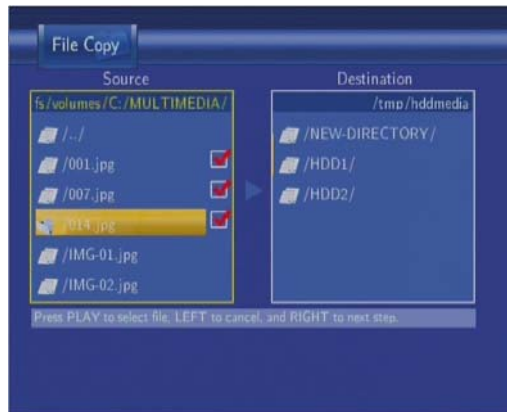 File Copy
Source
fs/volumes/C:/MULTIMEDIA/
/../
/001.jpg
/007.jpg
/014.jpg
/IMG-01.jpg
/IMG-02.jpg
Destination
/tmp/hddmedia
/NEW-DIRECTORY/
/HDD1/
/HDD2/
Press PLAY to select file, LEFT to cancel, and RIGHT to next step.